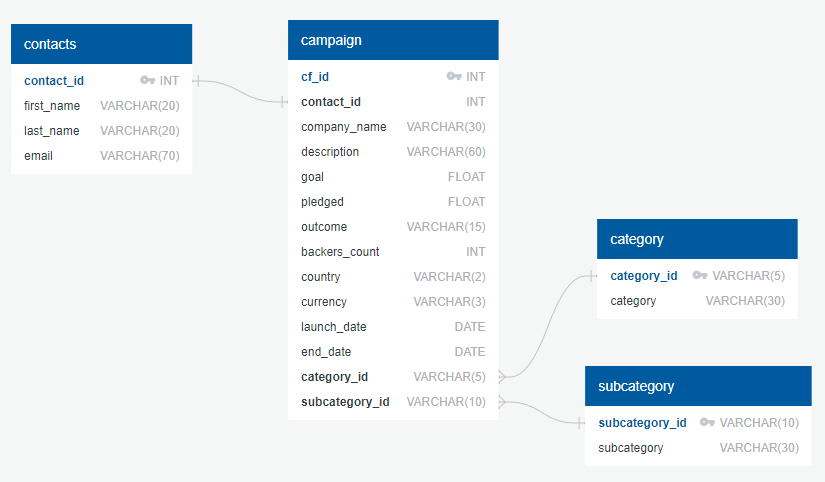 contacts
contact_id INT
first_name VARCHAR(20)
last_name VARCHAR(20)
email VARCHAR(70)
campaign
cf_id INT
contact_id INT
company_name VARCHAR(30)
description VARCHAR(60)
goal FLOAT
pledged FLOAT
outcome VARCHAR(15)
backers_count INT
country VARCHAR(2)
currency VARCHAR(3)
launch_date DATE
end_date DATE
category_id VARCHAR(5)
subcategory_id VARCHAR(10)
category
category_id VARCHAR(5)
category VARCHAR(30)
subcategory
subcategory_id VARCHAR(10)
subcategory VARCHAR(30)